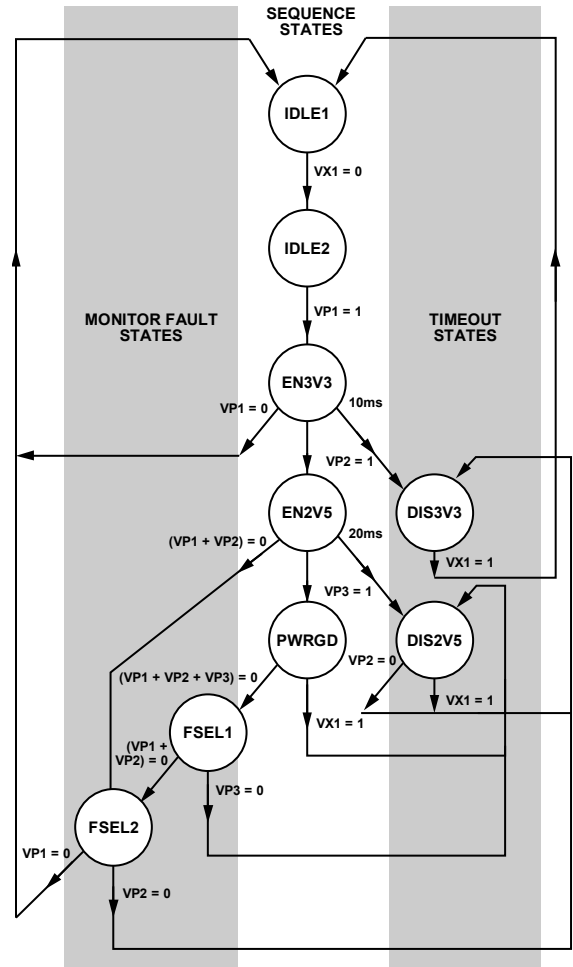 SEQUENCE
STATES
IDLE1
VX1 = 0
IDLE2
VP1 = 1
MONITOR FAULT
STATES
TIMEOUT
STATES
EN3V3
10ms
VP1 = 0
VP2 = 1
DIS3V3
VX1 = 1
EN2V5
(VP1 + VP2) = 0
20ms
VP3 = 1
DIS2V5
VP2 = 0
VX1 = 1
PWRGD
(VP1 + VP2 + VP3) = 0
VX1 = 1
FSEL1
(VP1 +
VP2) = 0
VP3 = 0
FSEL2
VP1 = 0
VP2 = 0